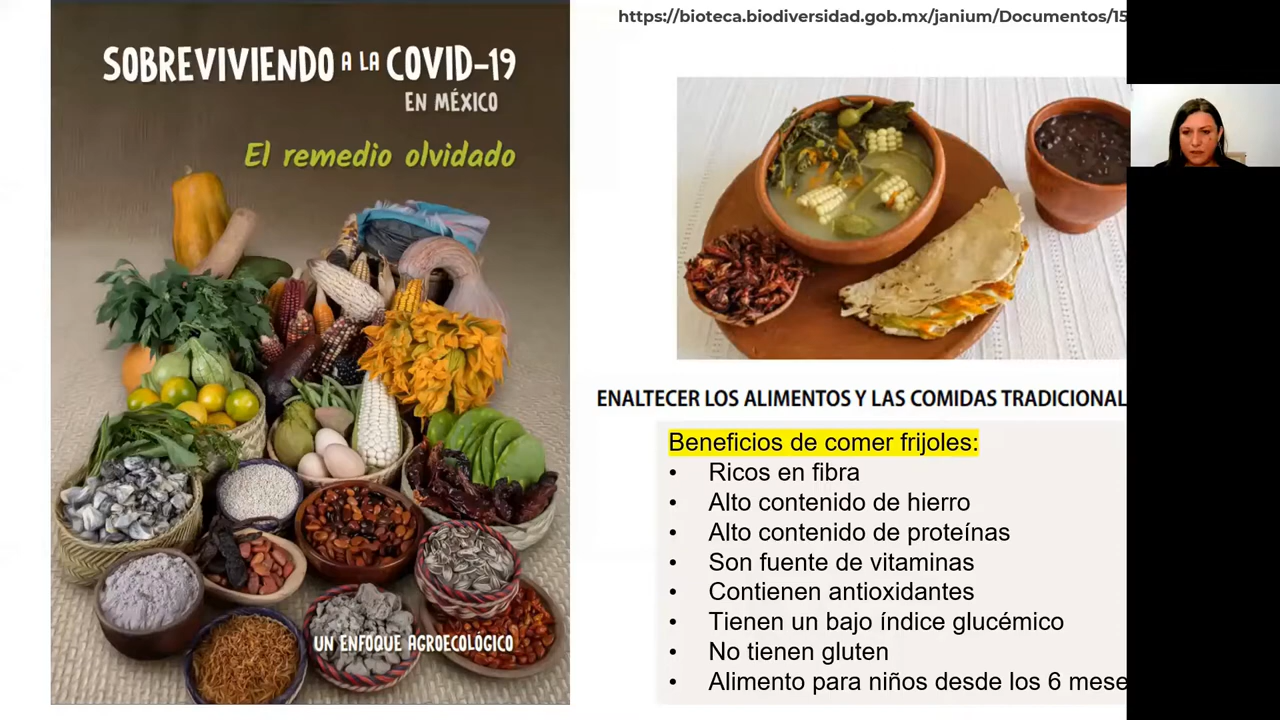 https://bioteca.biodiversidad.gob.mx/janium/Documentos/15
SOBREVIVIENDO A LA COVID-19
EN MÉXICO
El remedio olvidado
UN ENFOQUE AGROECOLÓGICO
ENALTECER LOS ALIMENTOS Y LAS COMIDAS TRADICIONAL
Beneficios de comer frijoles:
• Ricos en fibra
• Alto contenido de hierro
• Alto contenido de proteínas
• Son fuente de vitaminas
• Contienen antioxidantes
• Tienen un bajo índice glucémico
• No tienen gluten
• Alimento para niños desde los 6 mese